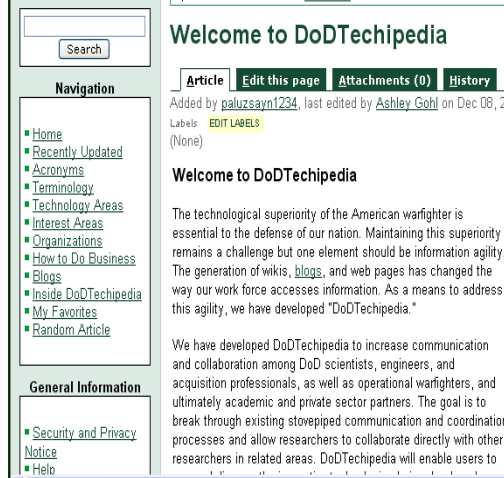 Search
Navigation
Home
Recently Updated
Acronyms
Terminology
Technology Areas
Interest Areas
Organizations
How to Do Business
Blogs
Inside DoDTechipedia
My Favorites
Random Article
General Information
Security and Privacy
Notice
Help
Welcome to DoDTechipedia
Article Edit this page Attachments (0) History
Added by paluzsayn1234, last edited by Ashley Gohl on Dec 08,
Labels EDIT LABELS
(None)
Welcome to DoDTechipedia
The technological superiority of the American warfighter is
essential to the defense of our nation. Maintaining this superiority
remains a challenge but one element should be information agility.
The generation of wikis, blogs, and web pages has changed the
way our work force accesses information. As a means to address
this agility, we have developed "DoDTechipedia."
We have developed DoDTechipedia to increase communication
and collaboration among DoD scientists, engineers, and
acquisition professionals, as well as operational warfighters, and
ultimately academic and private sector partners. The goal is to
break through existing stovepiped communication and coordination
processes and allow researchers to collaborate directly with other
researchers in related areas. DoDTechipedia will enable users to